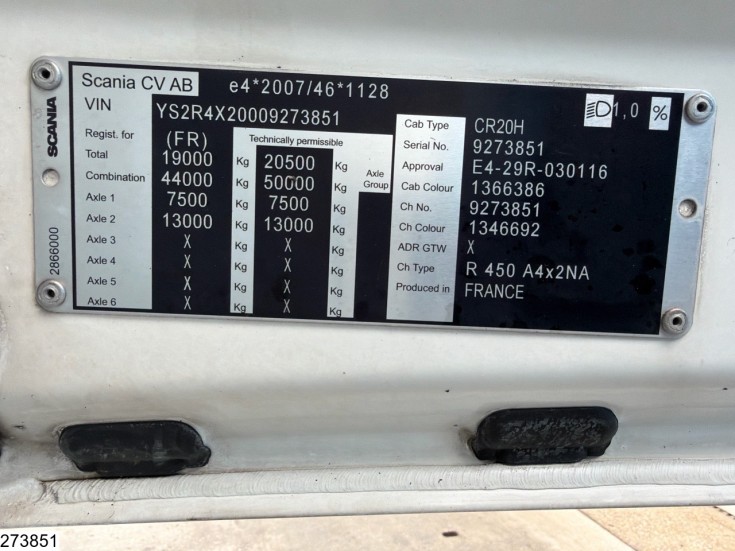 Scania CV AB e4*2007/46*1128
VIN YS2R4X20009273851
Regist. for (FR) Technically permissible
Total 19000 Kg 20500 Kg Axle Group
Combination 44000 Kg 50000 Kg
Axle 1 7500 Kg 7500 Kg
Axle 2 13000 Kg 13000 Kg
Axle 3 X Kg X Kg
Axle 4 X Kg X Kg
Axle 5 X Kg X Kg
Axle 6 X Kg X Kg
1,0 %
Cab Type CR20H
Serial No. 9273851
Approval E4-29R-030116
Cab Colour 1366386
Ch No. 9273851
Ch Colour 1346692
ADR GTW X
Ch Type R 450 A4x2NA
Produced in FRANCE
SCANIA
2866000
273851